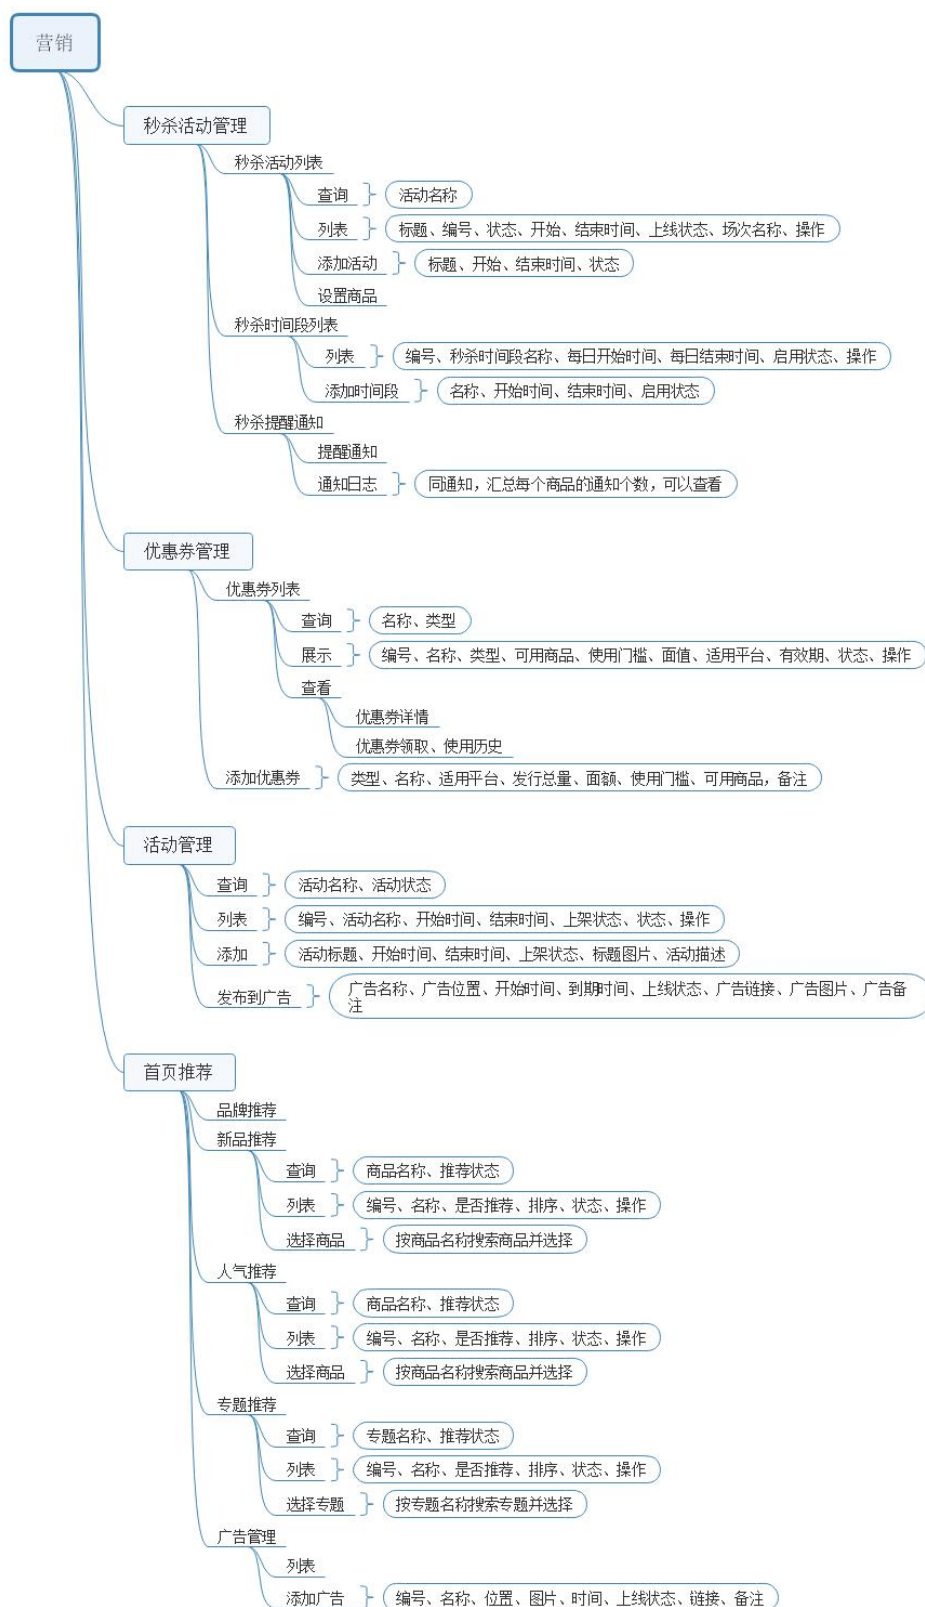 营销
秒杀活动管理
秒杀活动列表
查询
活动名称
列表
标题、编号、状态、开始、结束时间、上线状态、场次名称、操作
添加活动
标题、开始、结束时间、状态
设置商品
秒杀时间段列表
列表
编号、秒杀时间段名称、每日开始时间、每日结束时间、启用状态、操作
添加时间段
名称、开始时间、结束时间、启用状态
秒杀提醒通知
提醒通知
通知日志
同通知，汇总每个商品的通知个数，可以查看
优惠券管理
优惠券列表
查询
名称、类型
展示
编号、名称、类型、可用商品、使用门槛、面值、适用平台、有效期、状态、操作
查看
优惠券详情
优惠券领取、使用历史
添加优惠券
类型、名称、适用平台、发行总量、面额、使用门槛、可用商品，备注
活动管理
查询
活动名称、活动状态
列表
编号、活动名称、开始时间、结束时间、上架状态、状态、操作
添加
活动标题、开始时间、结束时间、上架状态、标题图片、活动描述
发布到广告
广告名称、广告位置、开始时间、到期时间、上线状态、广告链接、广告图片、广告备
注
首页推荐
品牌推荐
新品推荐
查询
商品名称、推荐状态
列表
编号、名称、是否推荐、排序、状态、操作
选择商品
按商品名称搜索商品并选择
人气推荐
查询
商品名称、推荐状态
列表
编号、名称、是否推荐、排序、状态、操作
选择商品
按商品名称搜索商品并选择
专题推荐
查询
专题名称、推荐状态
列表
编号、名称、是否推荐、排序、状态、操作
选择专题
按专题名称搜索专题并选择
广告管理
列表
添加广告
编号、名称、位置、图片、时间、上线状态、链接、备注